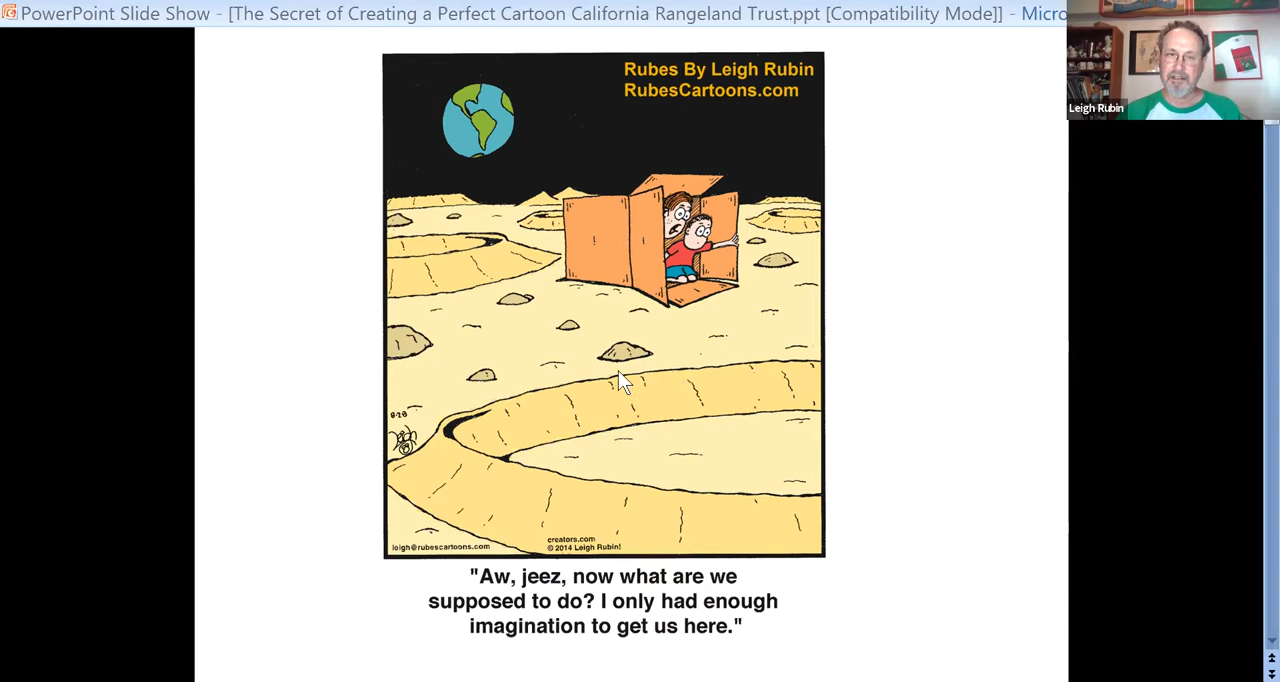 PowerPoint Slide Show - [The Secret of Creating a Perfect Cartoon California Rangeland Trust.ppt [Compatibility Mode]] - Micro
Leigh Rubin
Rubes By Leigh Rubin
RubesCartoons.com
8-28
leigh@rubescartoons.com
creators.com
© 2014 Leigh Rubin!
"Aw, jeez, now what are we
supposed to do? I only had enough
imagination to get us here."